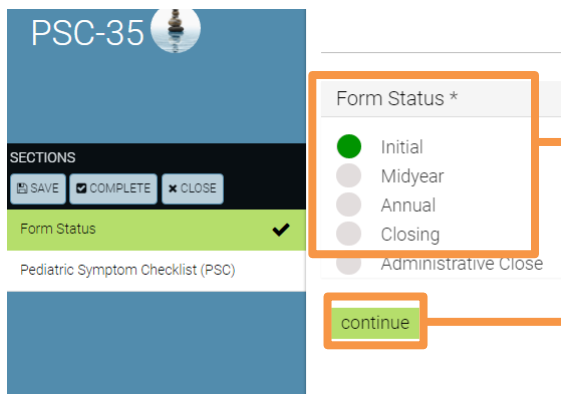 PSC-35
SECTIONS
SAVE COMPLETE CLOSE
Form Status
Pediatric Symptom Checklist (PSC)
Form Status *
Initial
Midyear
Annual
Closing
Administrative Close
continue